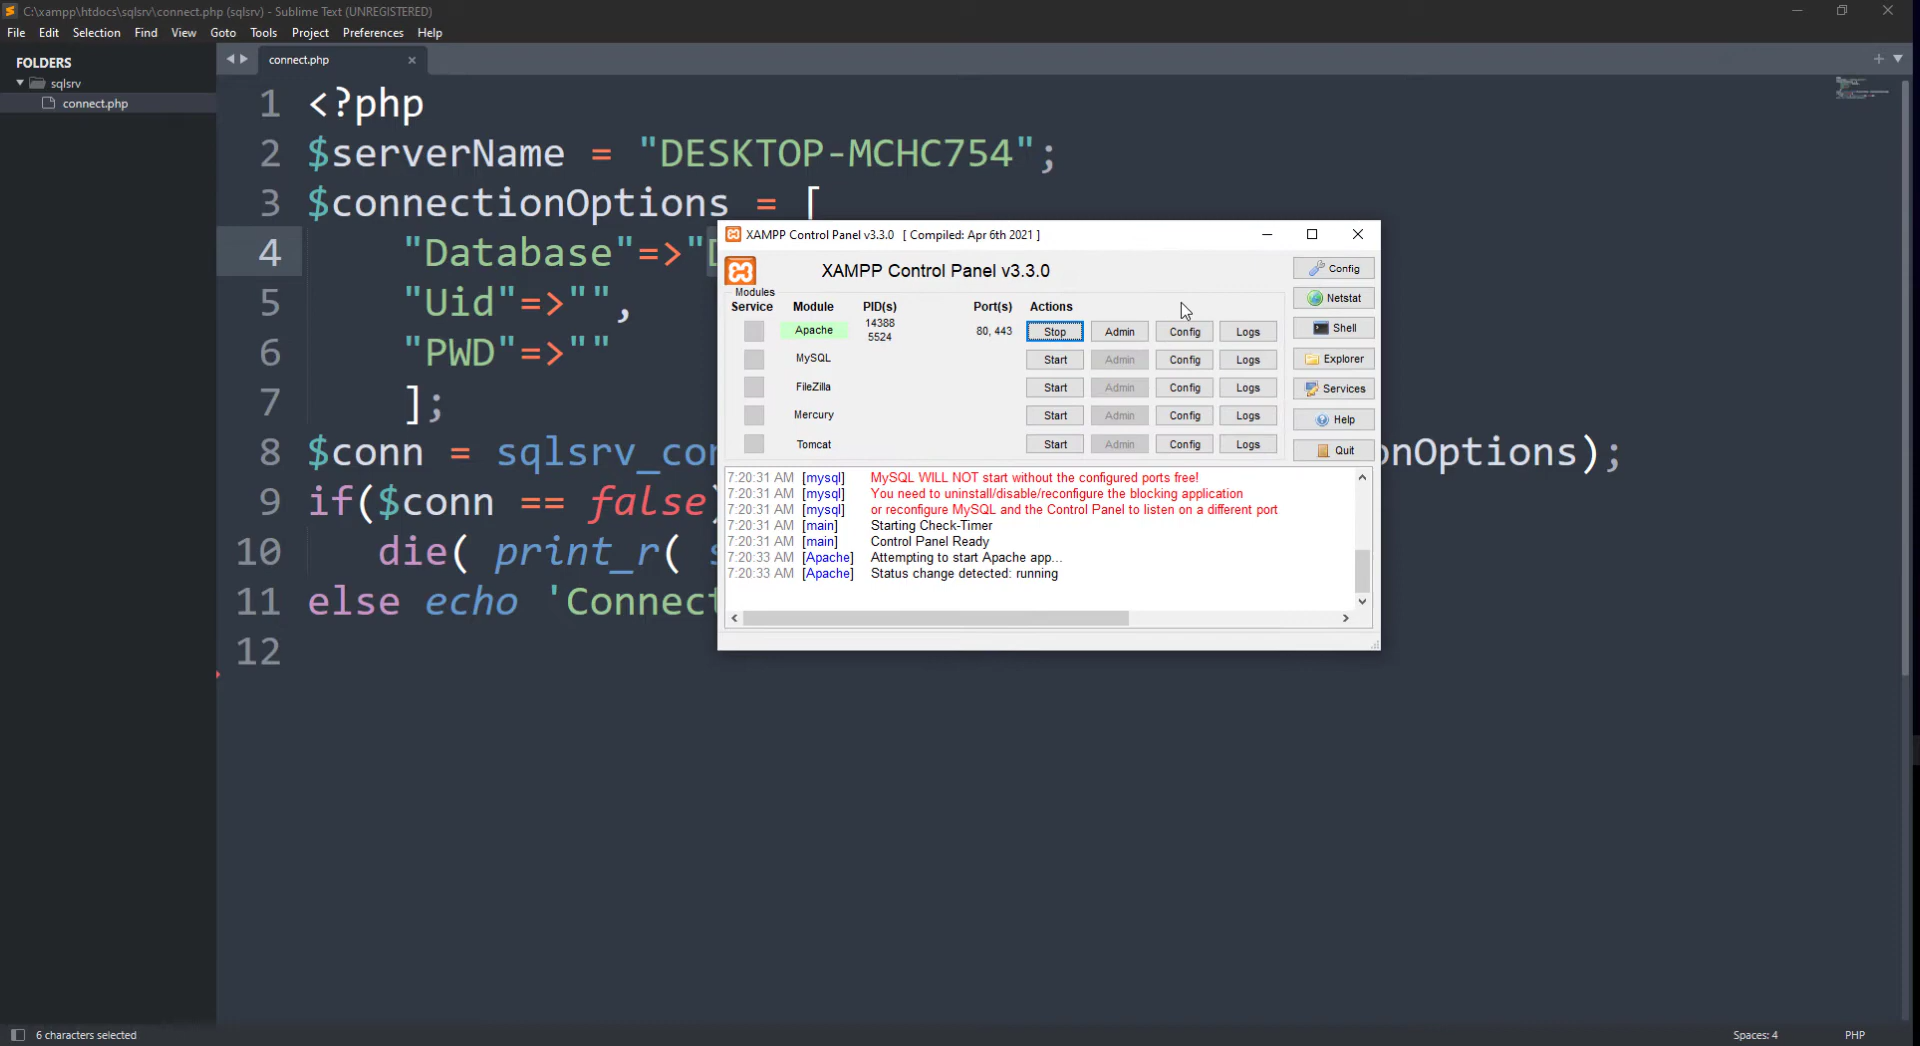 C:\xampp\htdocs\sqlsrv\connect.php (sqlsrv) - Sublime Text (UNREGISTERED)
File Edit Selection Find View Goto Tools Project Preferences Help
FOLDERS
sqlsrv
connect.php
connect.php
1 <?php
2 $serverName = "DESKTOP-MCHC754";
3 $connectionOptions = [
4 "Database"=>"
5 "Uid"=>"",
6 "PWD"=>""
7 ];
8 $conn = sqlsrv_con onOptions);
9 if($conn == false)
10 die( print_r( s
11 else echo 'Connect
12
XAMPP Control Panel v3.3.0 [ Compiled: Apr 6th 2021 ]
XAMPP Control Panel v3.3.0
Config
Netstat
Shell
Explorer
Services
Help
Quit
Modules
Service Module PID(s) Port(s) Actions
Apache 14388 5524 80, 443 Stop Admin Config Logs
MySQL Start Admin Config Logs
FileZilla Start Admin Config Logs
Mercury Start Admin Config Logs
Tomcat Start Admin Config Logs
7:20:31 AM [mysql] MySQL WILL NOT start without the configured ports free!
7:20:31 AM [mysql] You need to uninstall/disable/reconfigure the blocking application
7:20:31 AM [mysql] or reconfigure MySQL and the Control Panel to listen on a different port
7:20:31 AM [main] Starting Check-Timer
7:20:31 AM [main] Control Panel Ready
7:20:33 AM [Apache] Attempting to start Apache app...
7:20:33 AM [Apache] Status change detected: running
6 characters selected
Spaces: 4 PHP